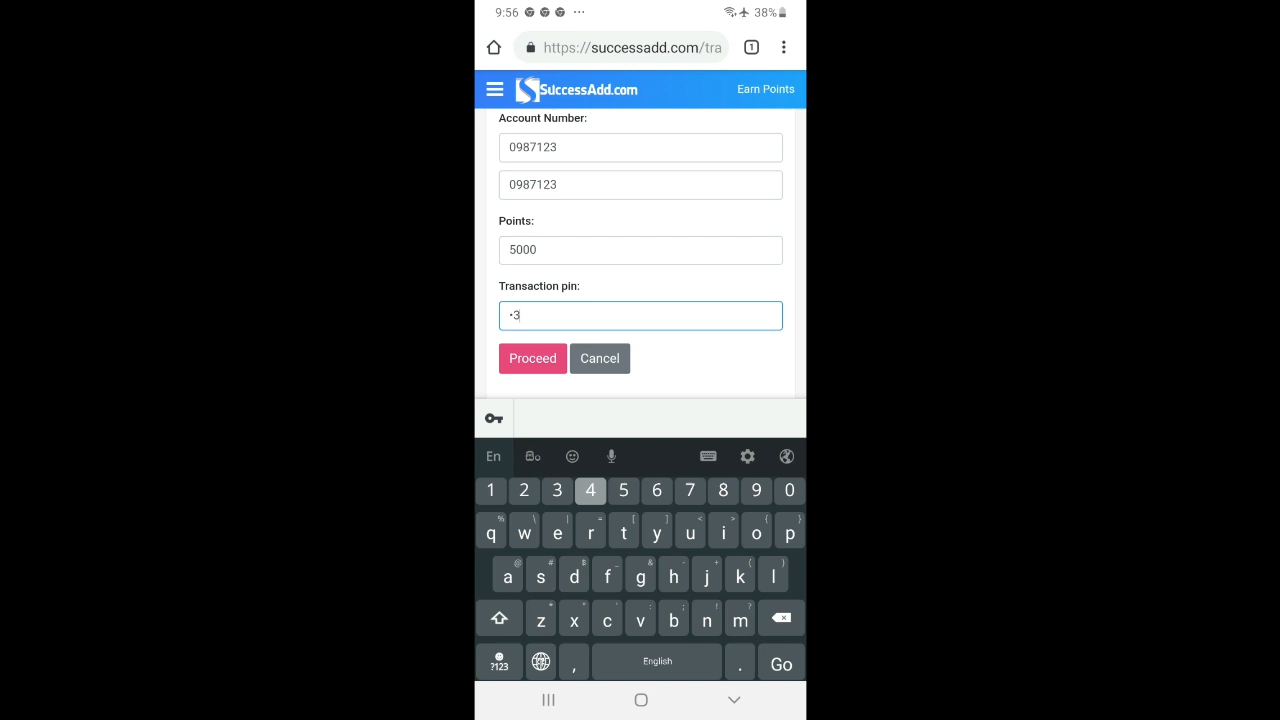 9:56 ... 38%
https://successadd.com/tra 1
SuccessAdd.com Earn Points
Account Number:
0987123
0987123
Points:
5000
Transaction pin:
•3
Proceed Cancel
En
1 2 3 4 5 6 7 8 9 0
% \ | = [ ] < > { }
q w e r t y u i o p
@ # $ _ & - + ( )
a s d f g h j k l
* " ' : ; ! ?
z x c v b n m
?123 , English . Go